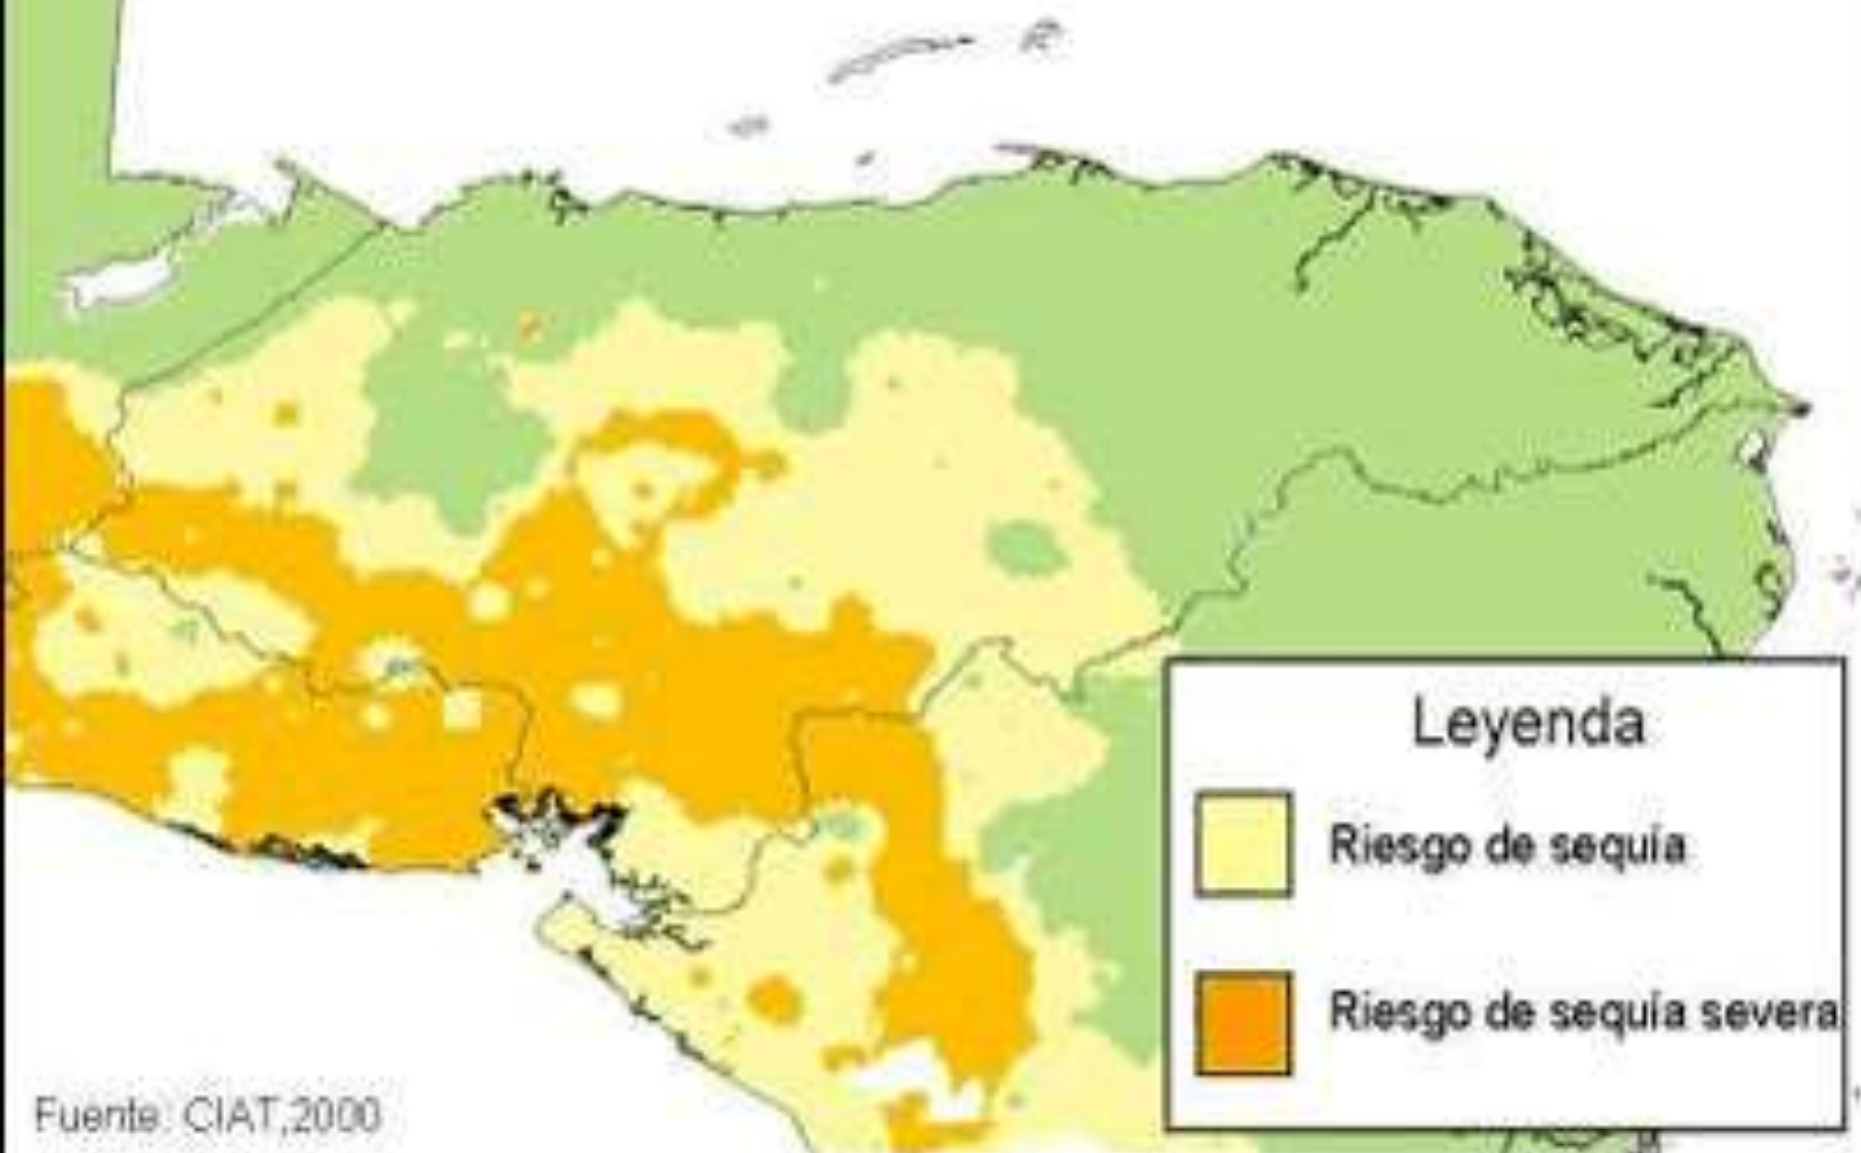 Leyenda
Riesgo de sequía
Riesgo de sequía severa
Fuente: CIAT,2000